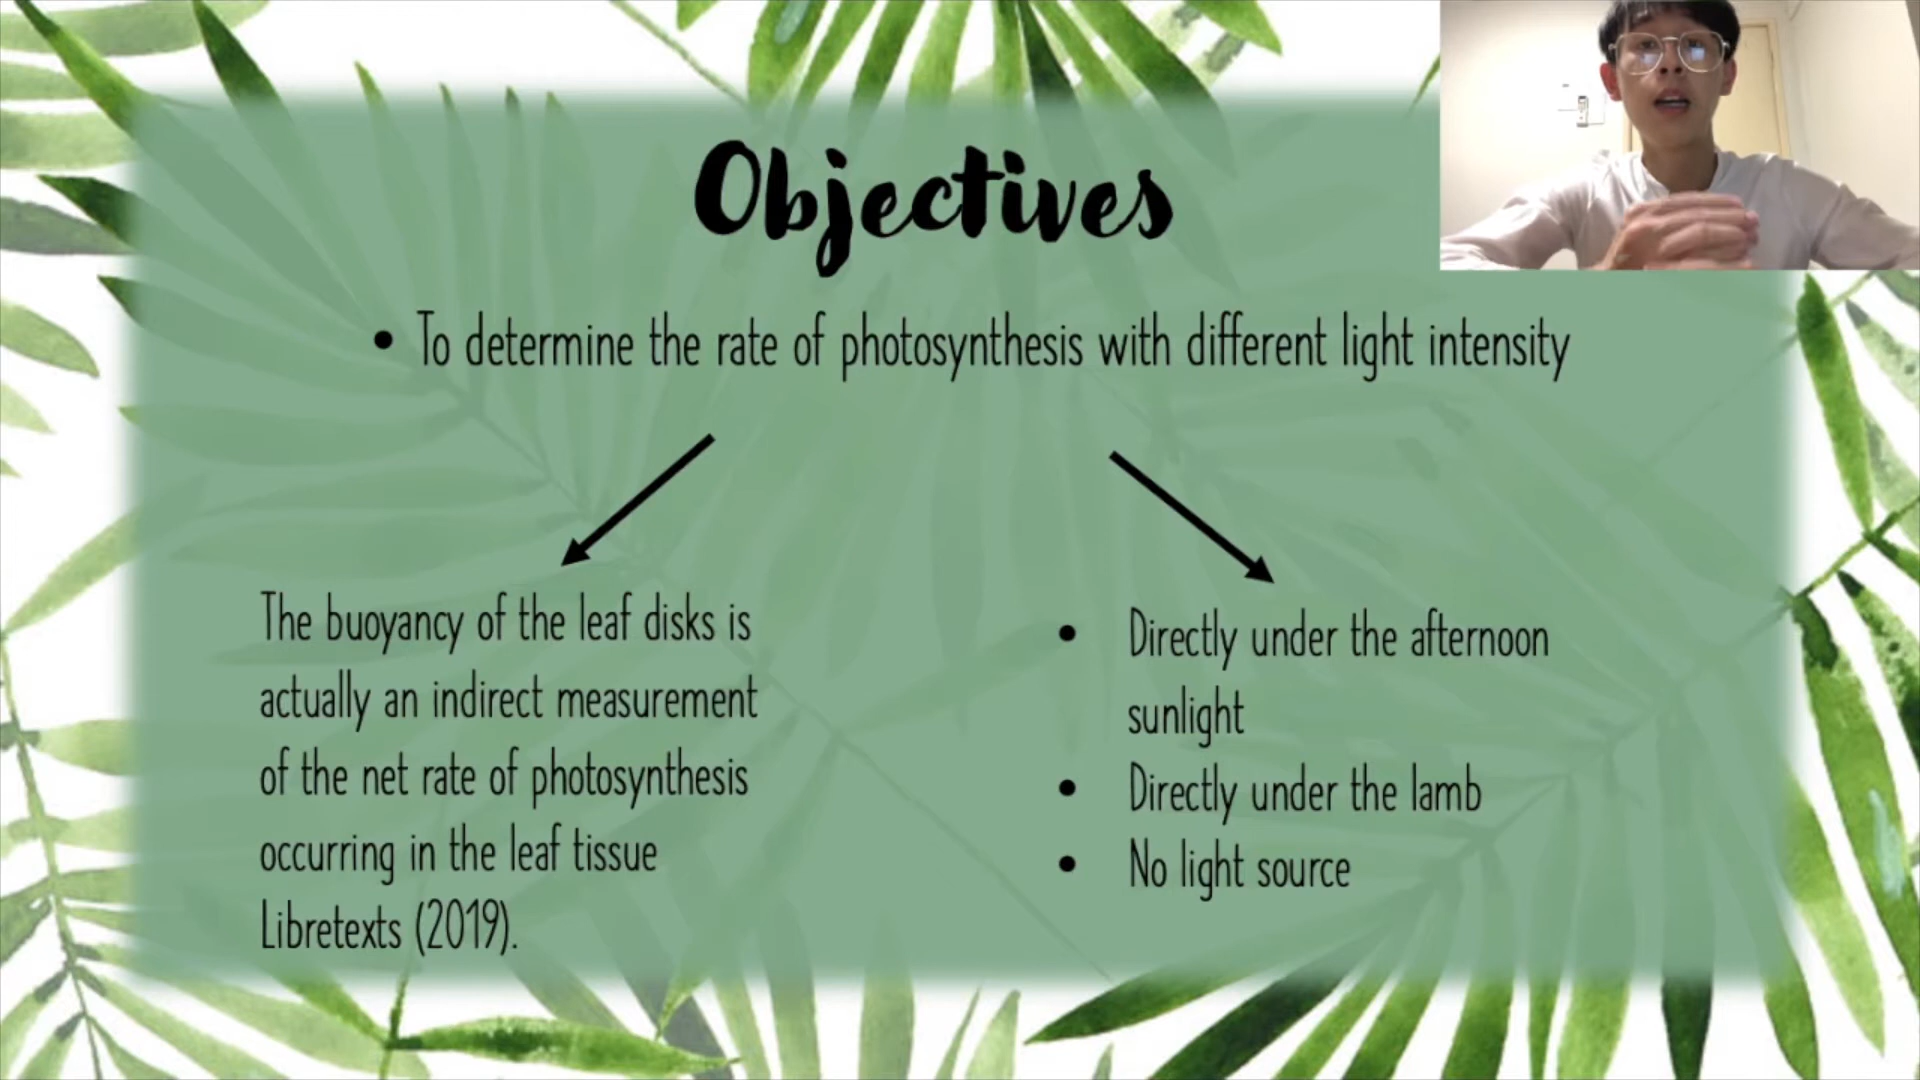 Objectives
• To determine the rate of photosynthesis with different light intensity
The buoyancy of the leaf disks is
actually an indirect measurement
of the net rate of photosynthesis
occurring in the leaf tissue
Libretexts (2019).
• Directly under the afternoon
sunlight
• Directly under the lamb
• No light source